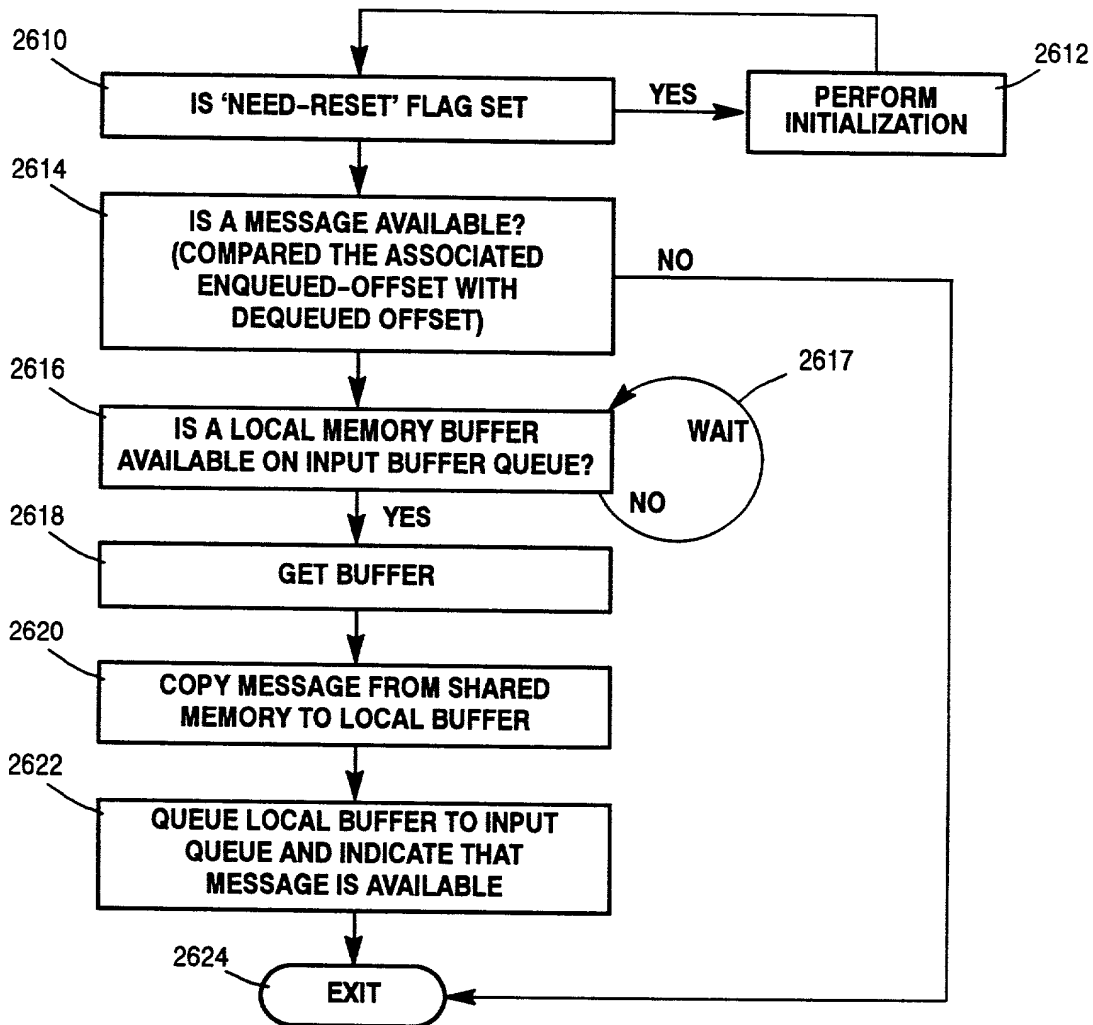 2610
IS ‘NEED–RESET’ FLAG SET
YES
2612
PERFORM
INITIALIZATION
2614
IS A MESSAGE AVAILABLE?
(COMPARED THE ASSOCIATED
ENQUEUED–OFFSET WITH
DEQUEUED OFFSET)
NO
2616
IS A LOCAL MEMORY BUFFER
AVAILABLE ON INPUT BUFFER QUEUE?
2617
WAIT
NO
YES
2618
GET BUFFER
2620
COPY MESSAGE FROM SHARED
MEMORY TO LOCAL BUFFER
2622
QUEUE LOCAL BUFFER TO INPUT
QUEUE AND INDICATE THAT
MESSAGE IS AVAILABLE
2624
EXIT